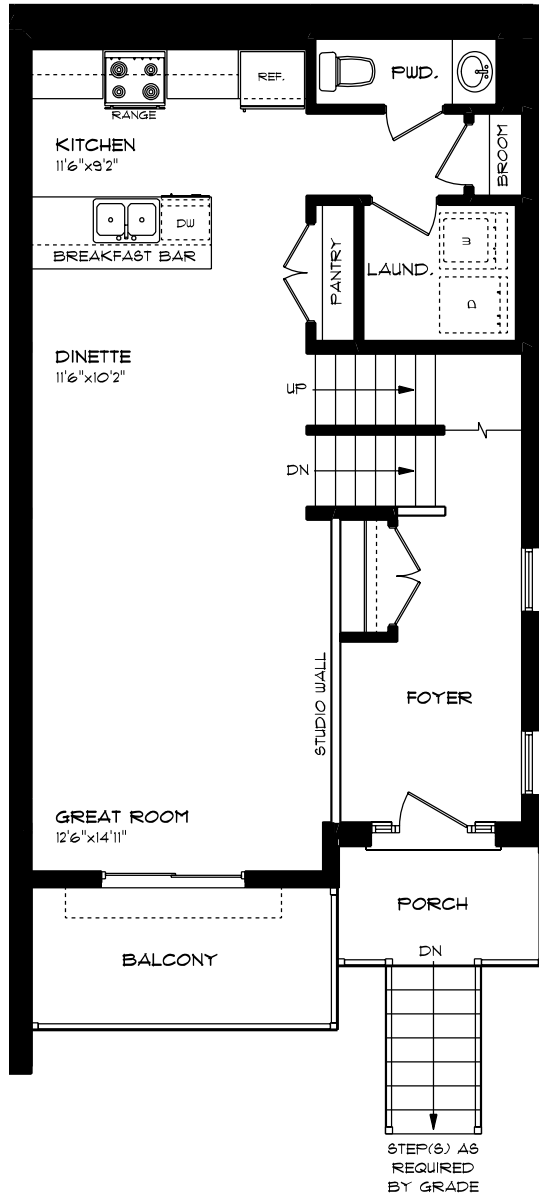 REF.
PWD.
RANGE
KITCHEN
11'6"x9'2"
BROOM
DW
BREAKFAST BAR
PANTRY
LAUND.
W
D
DINETTE
11'6"x10'2"
UP
DN
STUDIO WALL
FOYER
GREAT ROOM
12'6"x14'11"
PORCH
DN
BALCONY
STEP(S) AS
REQUIRED
BY GRADE